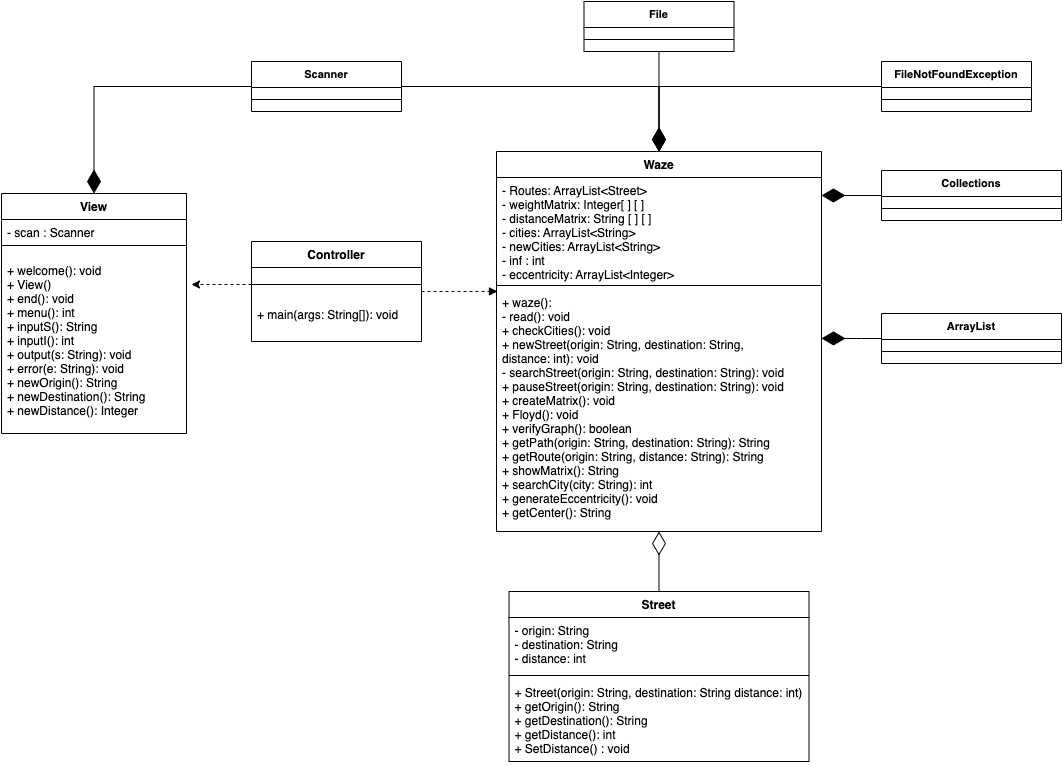 File
Scanner
FileNotFoundException
Waze
- Routes: ArrayList<Street>
- weightMatrix: Integer[ ] [ ]
- distanceMatrix: String [ ] [ ]
- cities: ArrayList<String>
- newCities: ArrayList<String>
- inf : int
- eccentricity: ArrayList<Integer>
+ waze():
- read(): void
+ checkCities(): void
+ newStreet(origin: String, destination: String,
distance: int): void
- searchStreet(origin: String, destination: String): void
+ pauseStreet(origin: String, destination: String): void
+ createMatrix(): void
+ Floyd(): void
+ verifyGraph(): boolean
+ getPath(origin: String, destination: String): String
+ getRoute(origin: String, distance: String): String
+ showMatrix(): String
+ searchCity(city: String): int
+ generateEccentricity(): void
+ getCenter(): String
Collections
View
- scan : Scanner
+ welcome(): void
+ View()
+ end(): void
+ menu(): int
+ inputS(): String
+ inputI(): int
+ output(s: String): void
+ error(e: String): void
+ newOrigin(): String
+ newDestination(): String
+ newDistance(): Integer
Controller
+ main(args: String[]): void
ArrayList
Street
- origin: String
- destination: String
- distance: int
+ Street(origin: String, destination: String distance: int)
+ getOrigin(): String
+ getDestination(): String
+ getDistance(): int
+ SetDistance() : void